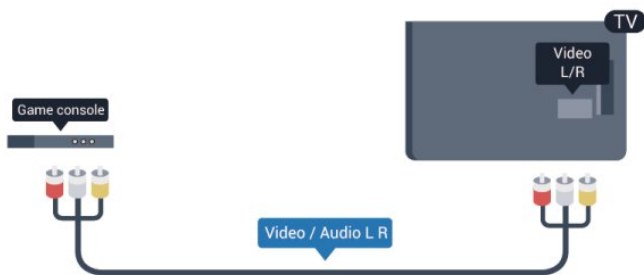 TV
Video
L/R
Game console
Video / Audio L R